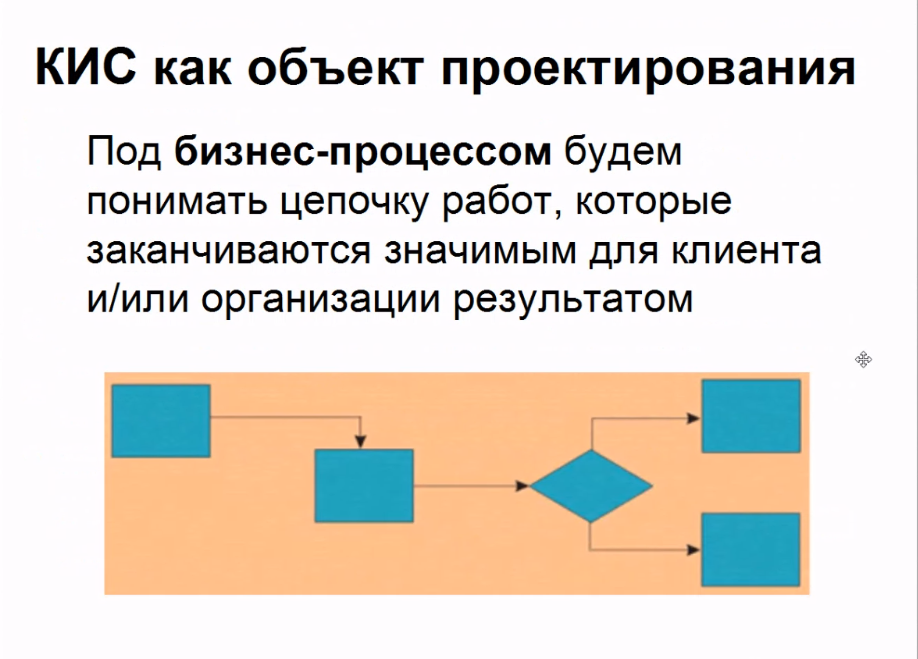 КИС как объект проектирования
Под бизнес-процессом будем
понимать цепочку работ, которые
заканчиваются значимым для клиента
и/или организации результатом